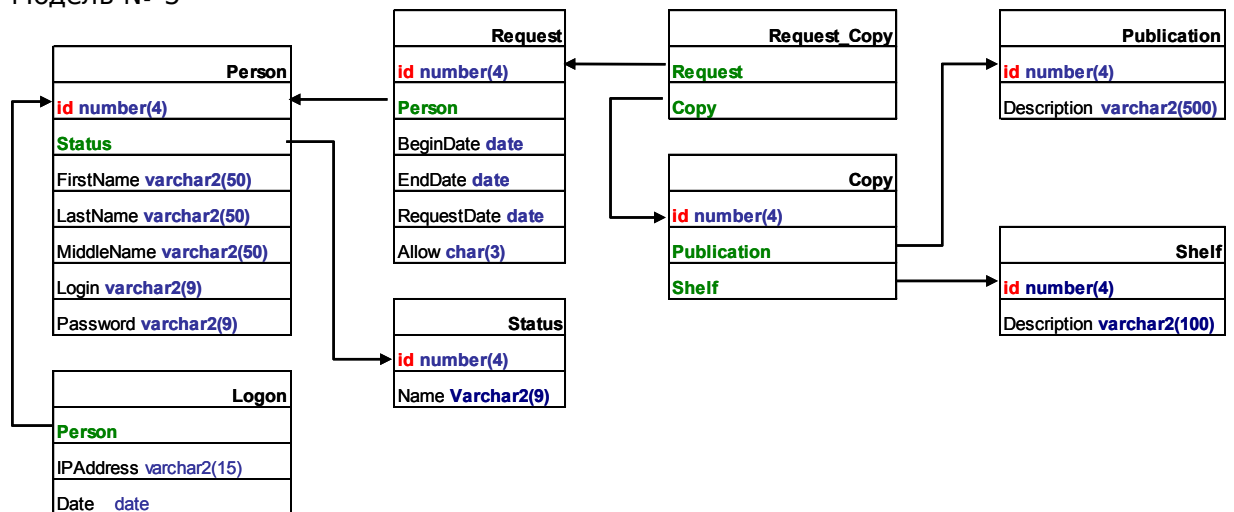 Модель № 3
Person
id number(4)
Status
FirstName varchar2(50)
LastName varchar2(50)
MiddleName varchar2(50)
Login varchar2(9)
Password varchar2(9)
Logon
Person
IPAddress varchar2(15)
Date date
Request
id number(4)
Person
BeginDate date
EndDate date
RequestDate date
Allow char(3)
Status
id number(4)
Name Varchar2(9)
Request_Copy
Request
Copy
Copy
id number(4)
Publication
Shelf
Publication
id number(4)
Description varchar2(500)
Shelf
id number(4)
Description varchar2(100)